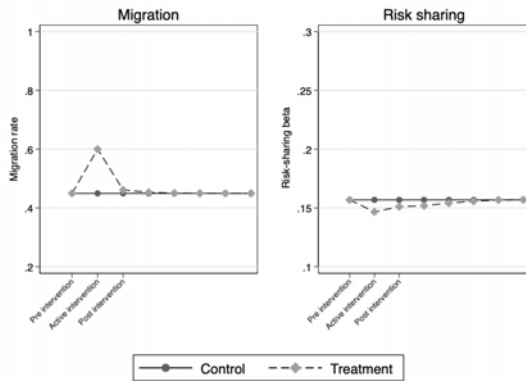 Migration
Migration rate
1
.8
.6
.4
.2
Pre intervention
Active intervention
Post intervention
Risk sharing
Risk-sharing beta
.3
.25
.2
.15
.1
Pre intervention
Active intervention
Post intervention
Control
Treatment